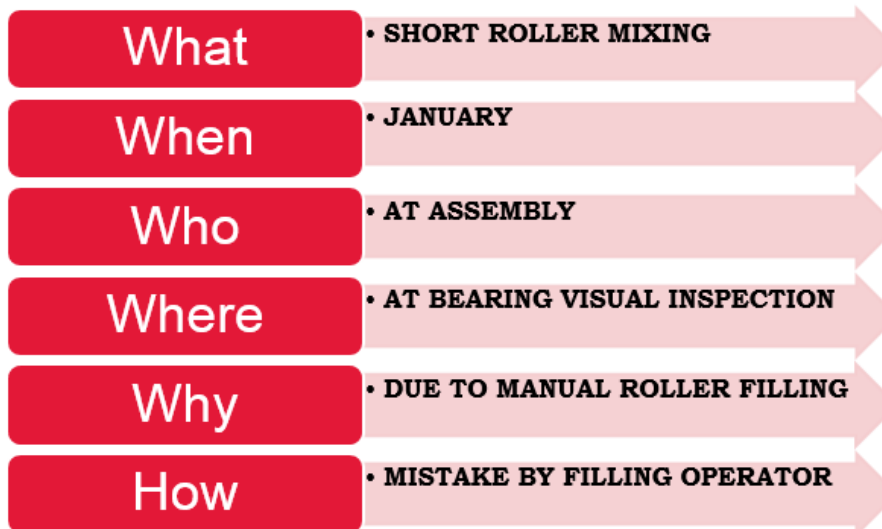 What
• SHORT ROLLER MIXING
When
• JANUARY
Who
• AT ASSEMBLY
Where
• AT BEARING VISUAL INSPECTION
Why
• DUE TO MANUAL ROLLER FILLING
How
• MISTAKE BY FILLING OPERATOR